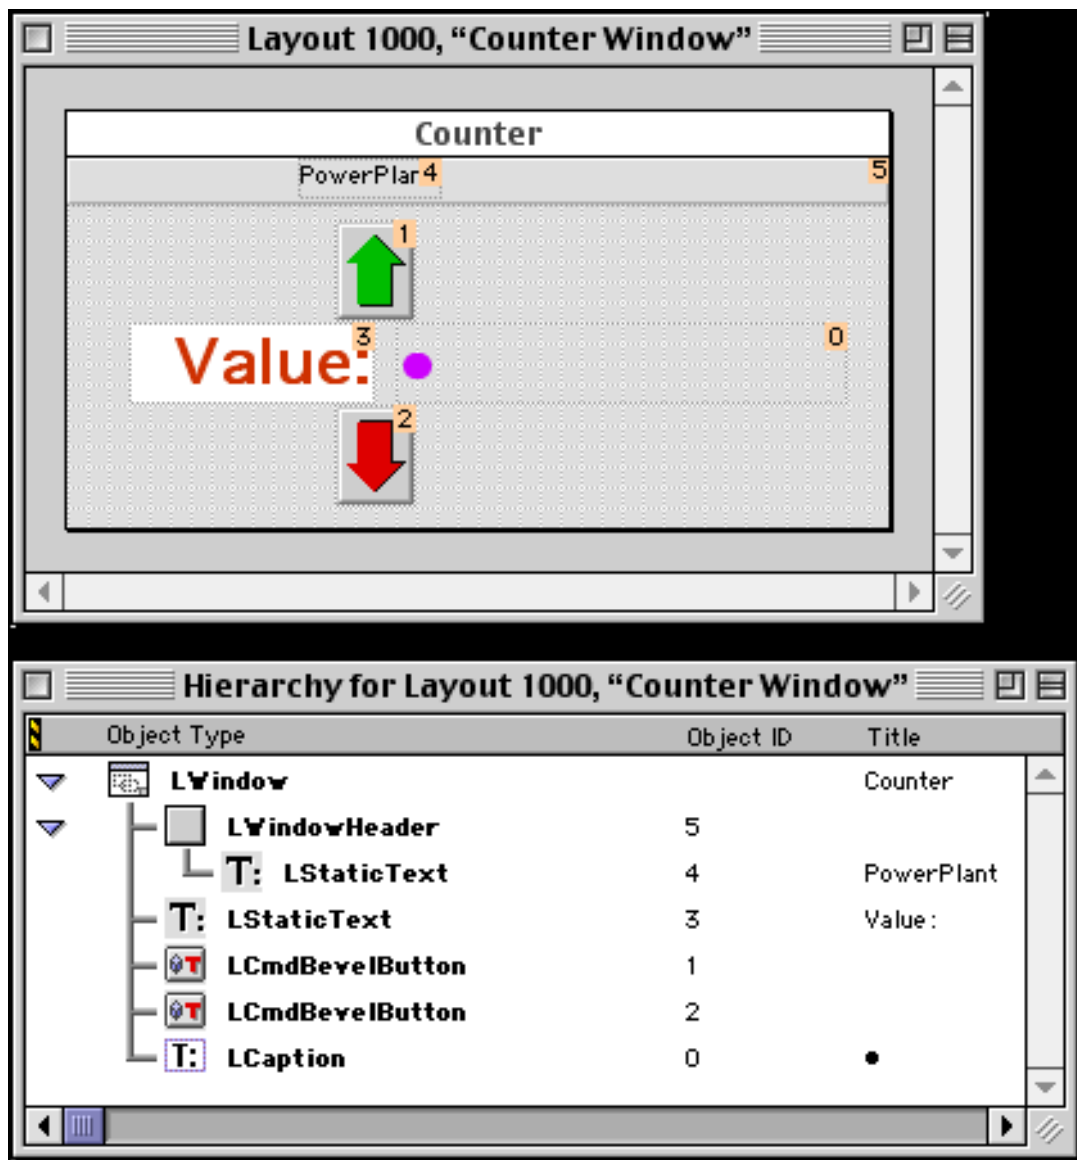 Layout 1000, “Counter Window”
Counter
PowerPlan 4 5
1
Value: 3 ● 0
2
Hierarchy for Layout 1000, “Counter Window”
Object Type Object ID Title
LWindow Counter
LWindowHeader 5
T: LStaticText 4 PowerPlant
T: LStaticText 3 Value:
T LCmdBevelButton 1
T LCmdBevelButton 2
T: LCaption 0 ●